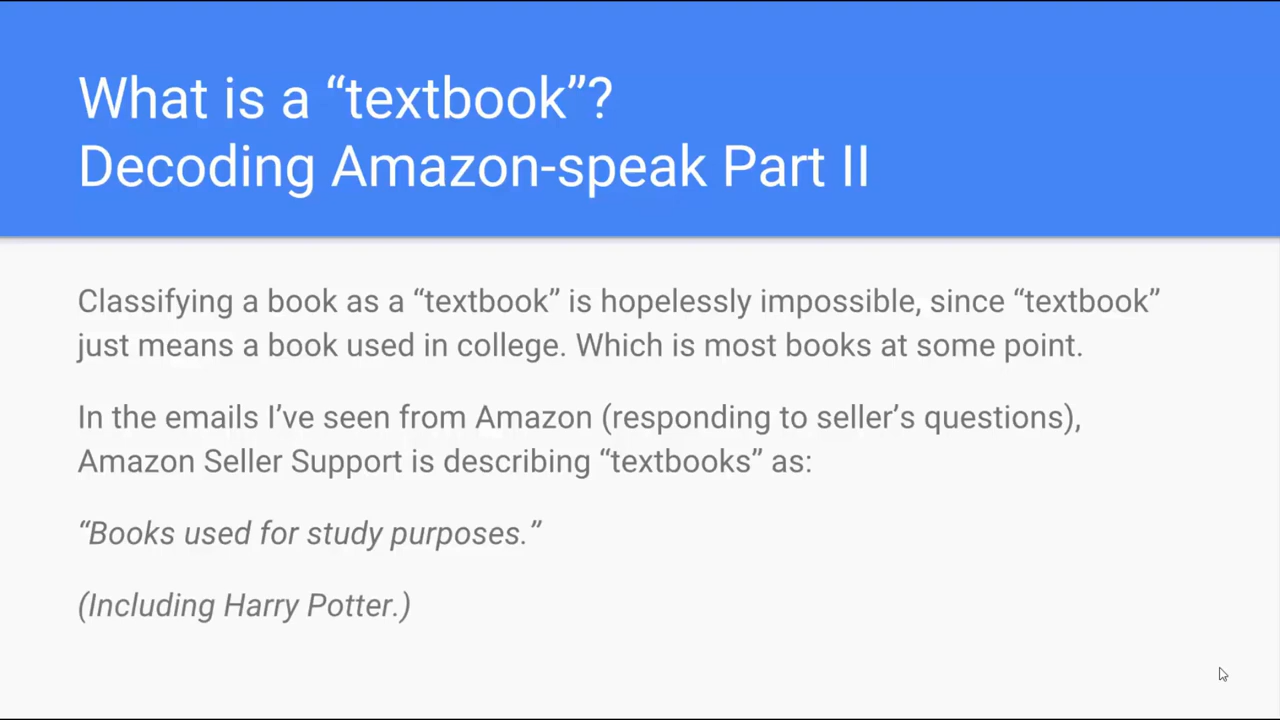 What is a “textbook”?
Decoding Amazon-speak Part II
Classifying a book as a “textbook” is hopelessly impossible, since “textbook”
just means a book used in college. Which is most books at some point.
In the emails I’ve seen from Amazon (responding to seller’s questions),
Amazon Seller Support is describing “textbooks” as:
“Books used for study purposes.”
(Including Harry Potter.)